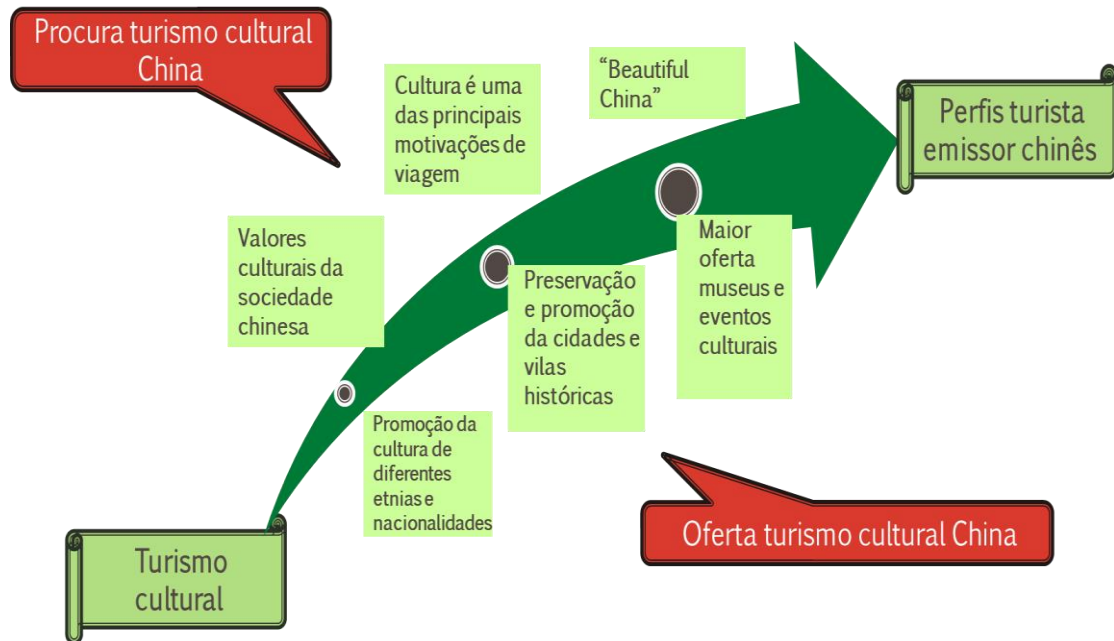 Procura turismo cultural
China
Cultura é uma
das principais
motivações de
viagem
“Beautiful
China”
Perfis turista
emissor chinês
Valores
culturais da
sociedade
chinesa
Preservação
e promoção
da cidades e
vilas
históricas
Maior
oferta
museus e
eventos
culturais
Promoção da
cultura de
diferentes
etnias e
nacionalidades
Oferta turismo cultural China
Turismo
cultural